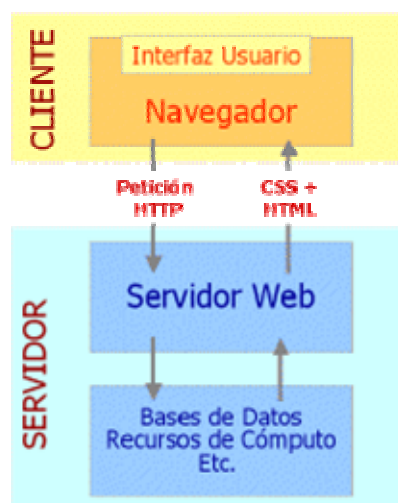 CLIENTE
Interfaz Usuario
Navegador
Petición
HTTP
CSS +
HTML
SERVIDOR
Servidor Web
Bases de Datos
Recursos de Cómputo
Etc.